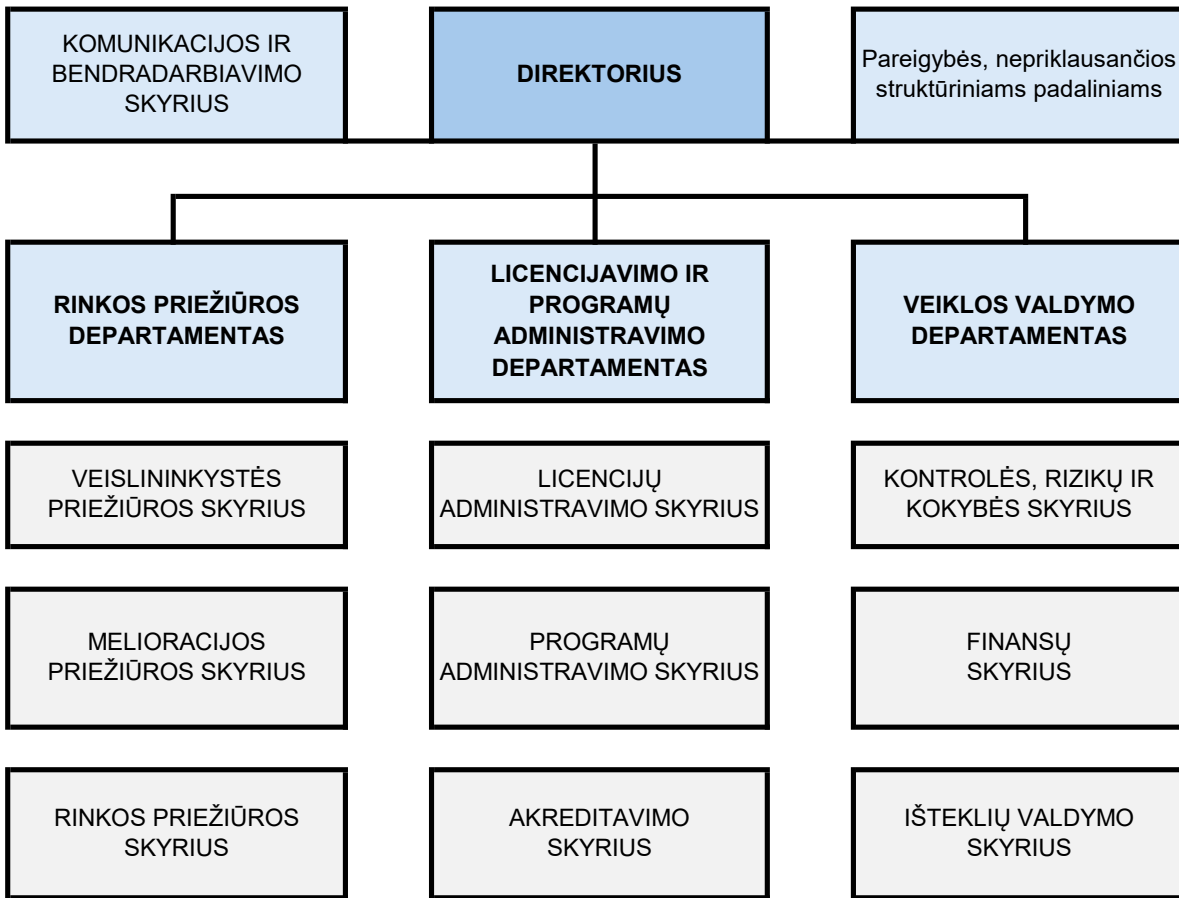 KOMUNIKACIJOS IR
BENDRADARBIAVIMO
SKYRIUS
DIREKTORIUS
Pareigybės, nepriklausančios
struktūriniams padaliniams
RINKOS PRIEŽIŪROS
DEPARTAMENTAS
LICENCIJAVIMO IR
PROGRAMŲ
ADMINISTRAVIMO
DEPARTAMENTAS
VEIKLOS VALDYMO
DEPARTAMENTAS
VEISLININKYSTĖS
PRIEŽIŪROS SKYRIUS
LICENCIJŲ
ADMINISTRAVIMO SKYRIUS
KONTROLĖS, RIZIKŲ IR
KOKYBĖS SKYRIUS
MELIORACIJOS
PRIEŽIŪROS SKYRIUS
PROGRAMŲ
ADMINISTRAVIMO SKYRIUS
FINANSŲ
SKYRIUS
RINKOS PRIEŽIŪROS
SKYRIUS
AKREDITAVIMO
SKYRIUS
IŠTEKLIŲ VALDYMO
SKYRIUS